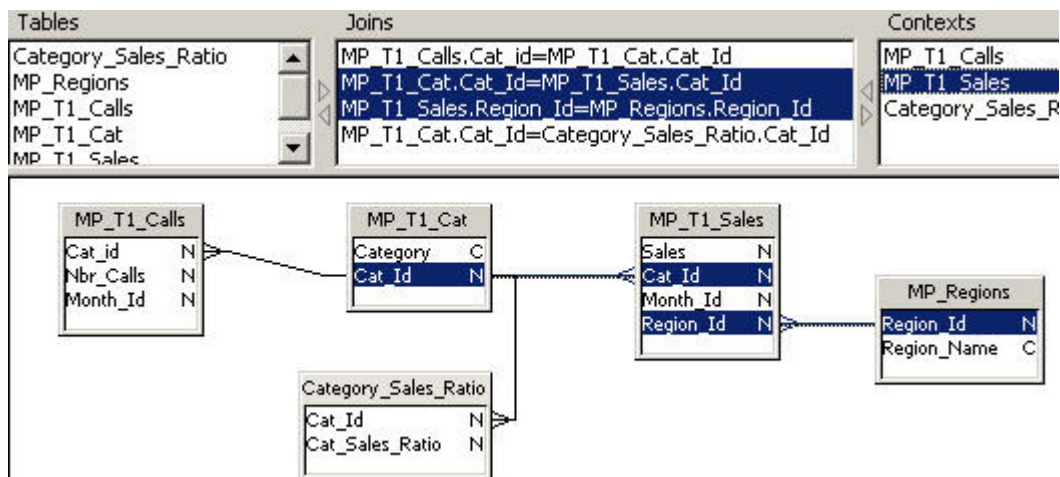 Tables
Joins
Contexts
Category_Sales_Ratio
MP_Regions
MP_T1_Calls
MP_T1_Cat
MP_T1_Sales
MP_T1_Calls.Cat_id=MP_T1_Cat.Cat_Id
MP_T1_Cat.Cat_Id=MP_T1_Sales.Cat_Id
MP_T1_Sales.Region_Id=MP_Regions.Region_Id
MP_T1_Cat.Cat_Id=Category_Sales_Ratio.Cat_Id
MP_T1_Calls
MP_T1_Sales
Category_Sales_R
MP_T1_Calls
Cat_id N
Nbr_Calls N
Month_Id N
MP_T1_Cat
Category C
Cat_Id N
MP_T1_Sales
Sales N
Cat_Id N
Month_Id N
Region_Id N
MP_Regions
Region_Id N
Region_Name C
Category_Sales_Ratio
Cat_Id N
Cat_Sales_Ratio N